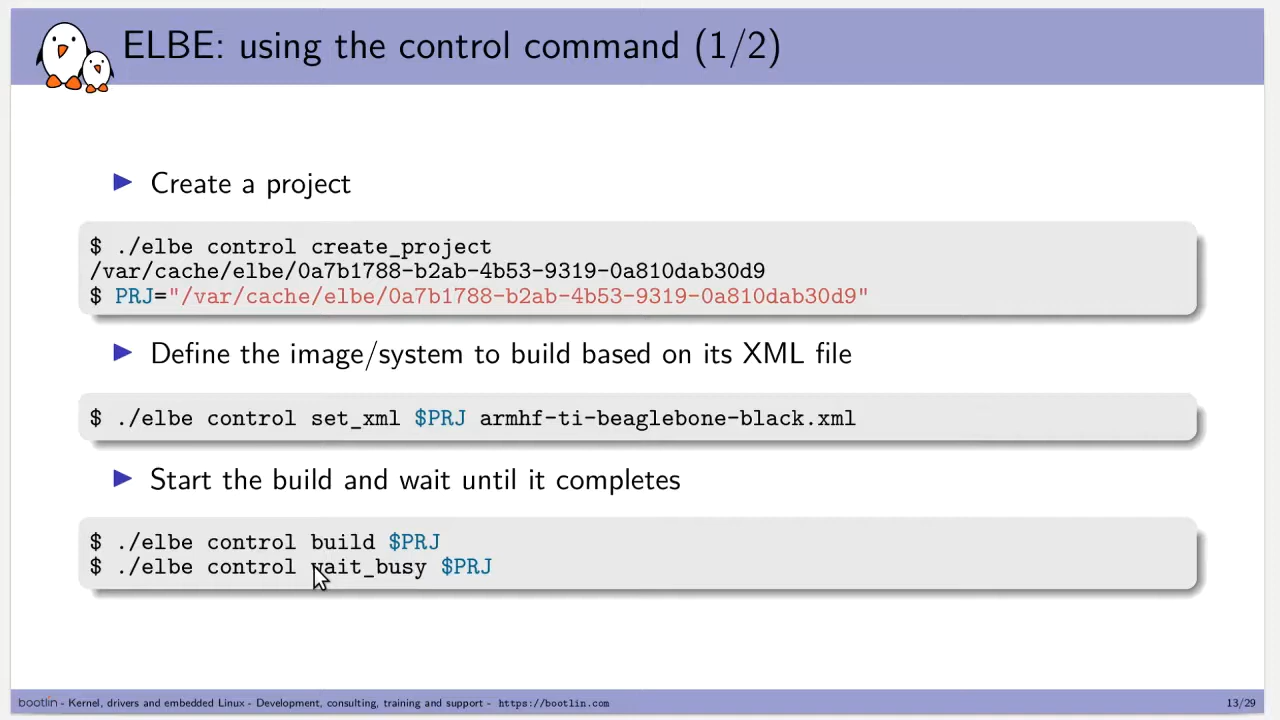 ELBE: using the control command (1/2)
Create a project
$ ./elbe control create_project
/var/cache/elbe/0a7b1788-b2ab-4b53-9319-0a810dab30d9
$ PRJ="/var/cache/elbe/0a7b1788-b2ab-4b53-9319-0a810dab30d9"
Define the image/system to build based on its XML file
$ ./elbe control set_xml $PRJ armhf-ti-beaglebone-black.xml
Start the build and wait until it completes
$ ./elbe control build $PRJ
$ ./elbe control wait_busy $PRJ
bootlin - Kernel, drivers and embedded Linux - Development, consulting, training and support - https://bootlin.com 13/29